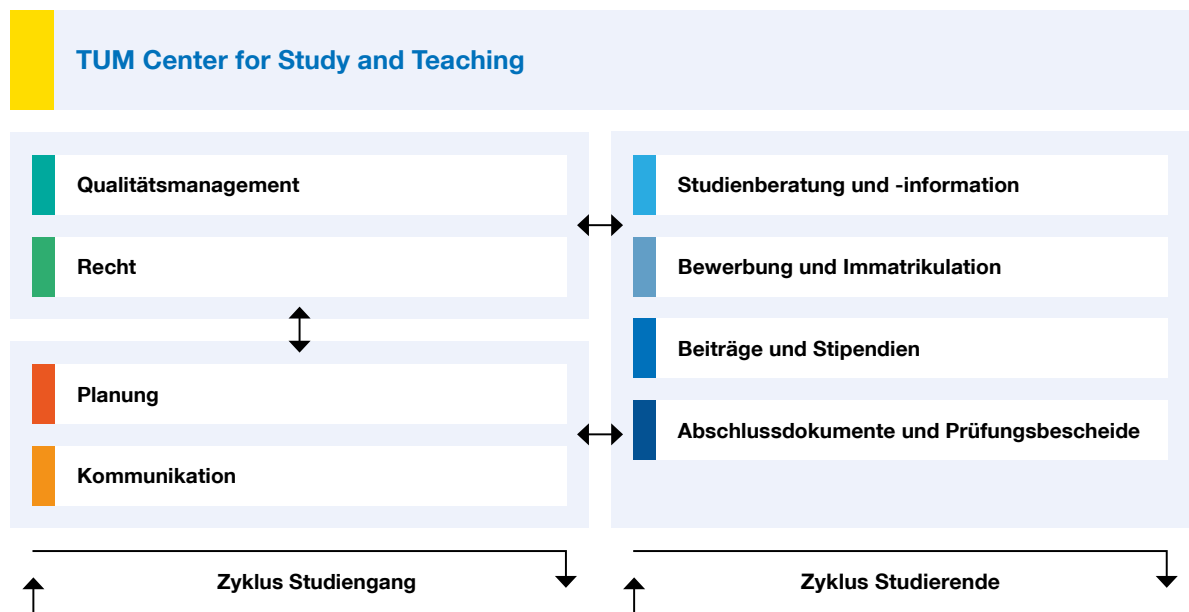 TUM Center for Study and Teaching
Qualitätsmanagement
Recht
Planung
Kommunikation
Studienberatung und -information
Bewerbung und Immatrikulation
Beiträge und Stipendien
Abschlussdokumente und Prüfungsbescheide
Zyklus Studiengang
Zyklus Studierende